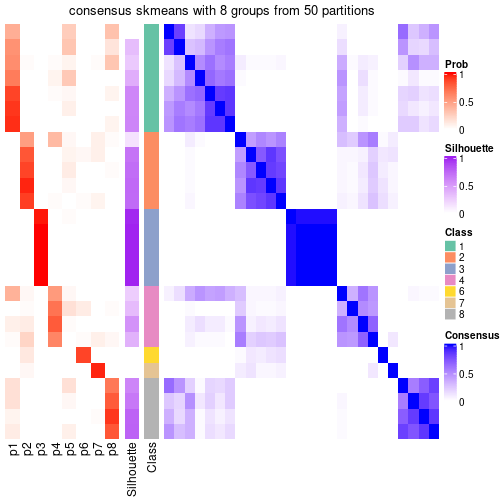 consensus skmeans with 8 groups from 50 partitions
Prob
1
0.5
0
Silhouette
1
0.5
0
Class
1
2
3
4
6
7
8
Consensus
1
0.5
0
p1
p2
p3
p4
p5
p6
p7
p8
Silhouette
Class